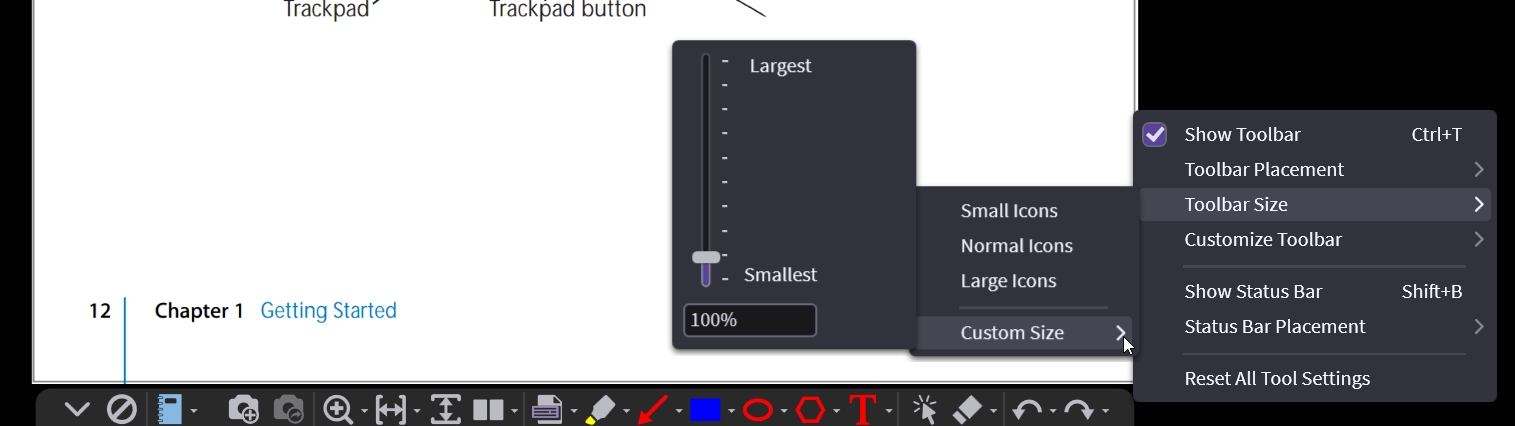 Trackpad
Trackpad button
Largest
Smallest
100%
Small Icons
Normal Icons
Large Icons
Custom Size
Show Toolbar Ctrl+T
Toolbar Placement
Toolbar Size
Customize Toolbar
Show Status Bar Shift+B
Status Bar Placement
Reset All Tool Settings
12 Chapter 1 Getting Started
T